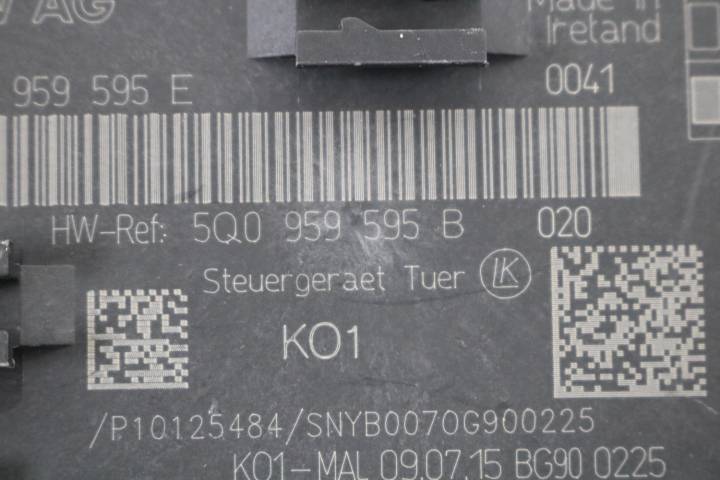 AG
Made in
Ireland
959 595 E
0041
HW-Ref: 5Q0 959 595 B 020
Steuergeraet Tuer LK
KO1
/P10125484/SNYB0070G900225
KO1-MAL 09.07.15 BG90 0225